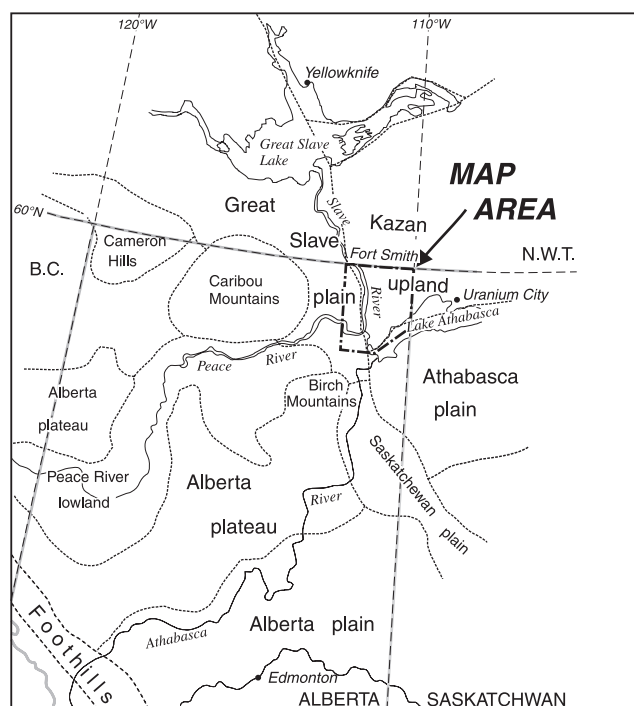 120°W
110°W
Yellowknife
Great Slave
Lake
MAP
AREA
Great
Slave
Kazan
60°N
Cameron
Hills
Slave
Fort Smith
N.W.T.
B.C.
Caribou
Mountains
plain
River
upland
Uranium City
Lake Athabasca
Peace
River
Birch
Mountains
Athabasca
plain
Alberta
plateau
Saskatchewan
plain
Peace River
lowland
Alberta
plateau
River
Foothills
Athabasca
Alberta plain
Edmonton
ALBERTA
SASKATCHWAN